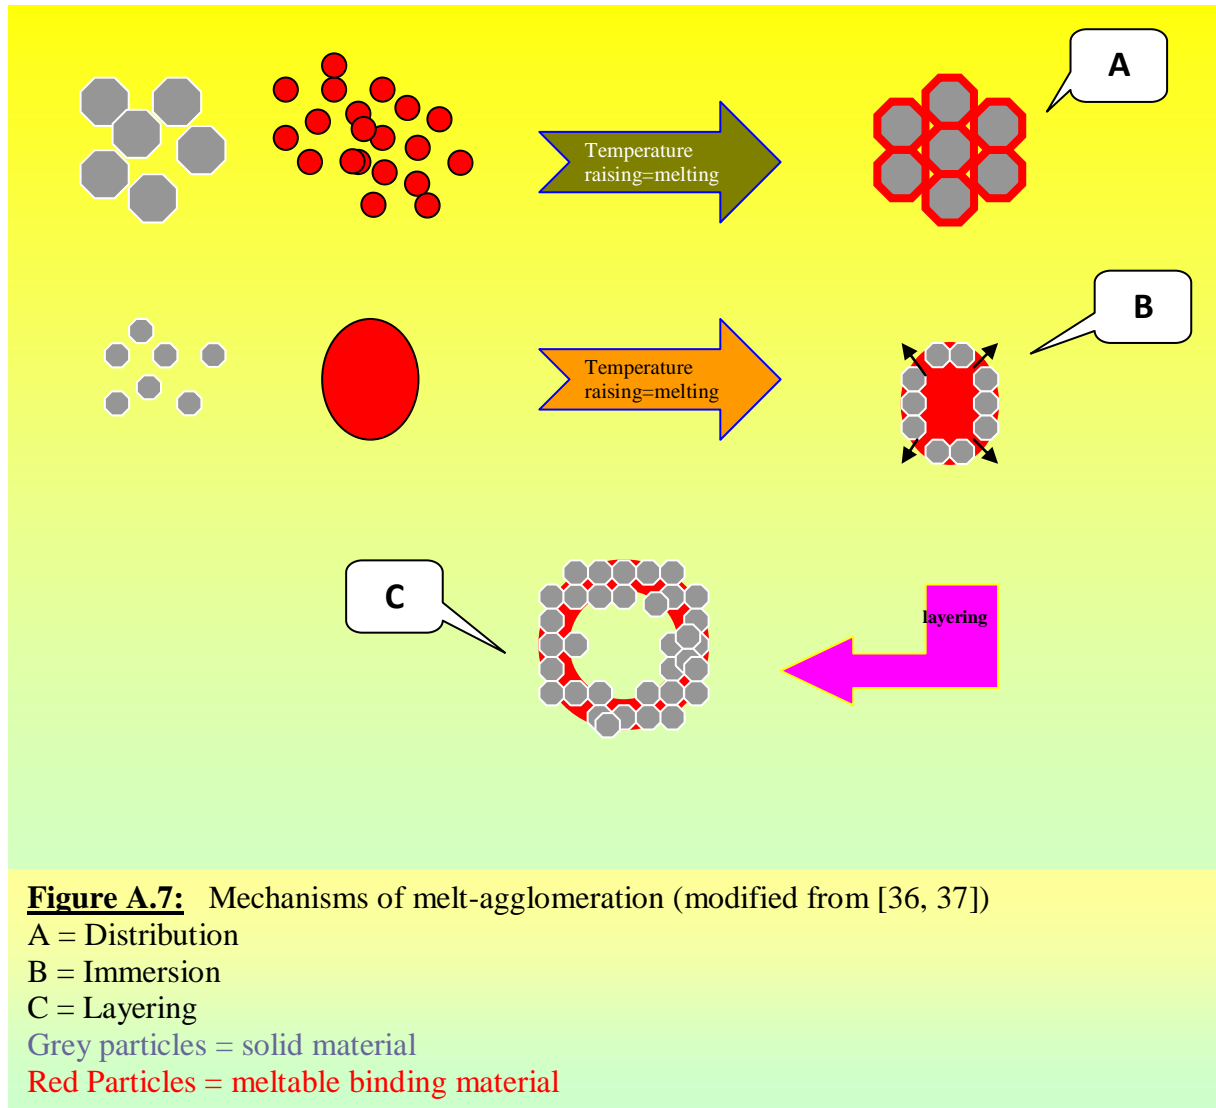 A
Temperature
raising=melting
B
Temperature
raising=melting
C
layering
Figure A.7: Mechanisms of melt-agglomeration (modified from [36, 37])
A = Distribution
B = Immersion
C = Layering
Grey particles = solid material
Red Particles = meltable binding material